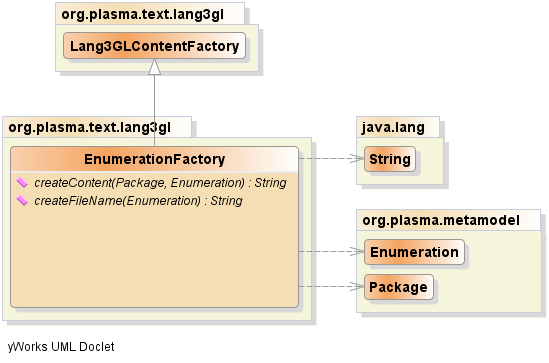 org.plasma.text.lang3gl
Lang3GLContentFactory
org.plasma.text.lang3gl
EnumerationFactory
createContent(Package, Enumeration) : String
createFileName(Enumeration) : String
java.lang
String
org.plasma.metamodel
Enumeration
Package
yWorks UML Doclet